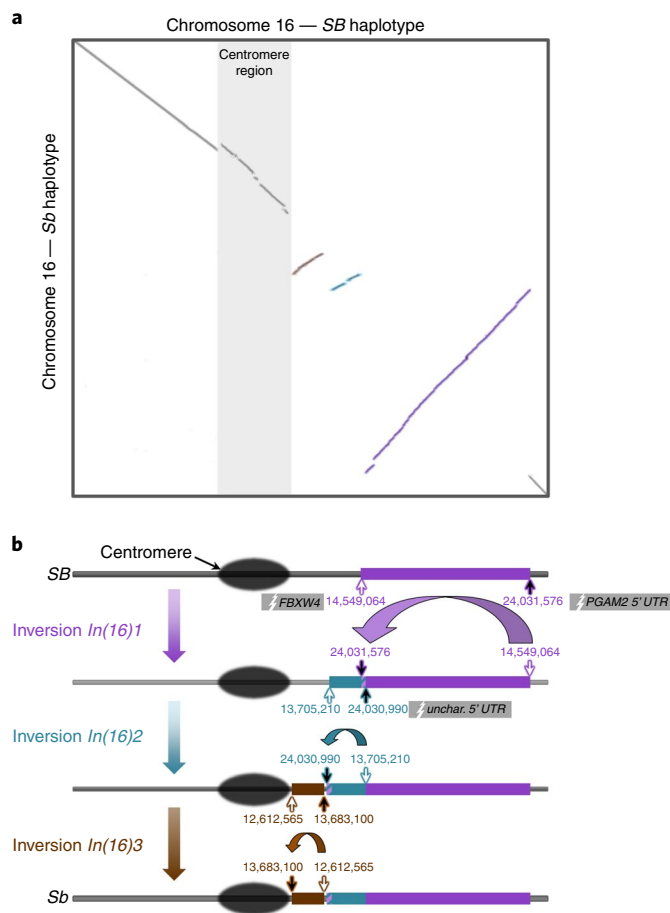 a
Chromosome 16 — SB haplotype
Centromere
region
Chromosome 16 — Sb haplotype
b
Centromere
SB
FBXW4
14,549,064
24,031,576
PGAM2 5' UTR
Inversion In(16)1
24,031,576
14,549,064
13,705,210
24,030,990
unchar. 5' UTR
Inversion In(16)2
24,030,990
13,705,210
12,612,565
13,683,100
Inversion In(16)3
13,683,100
12,612,565
Sb